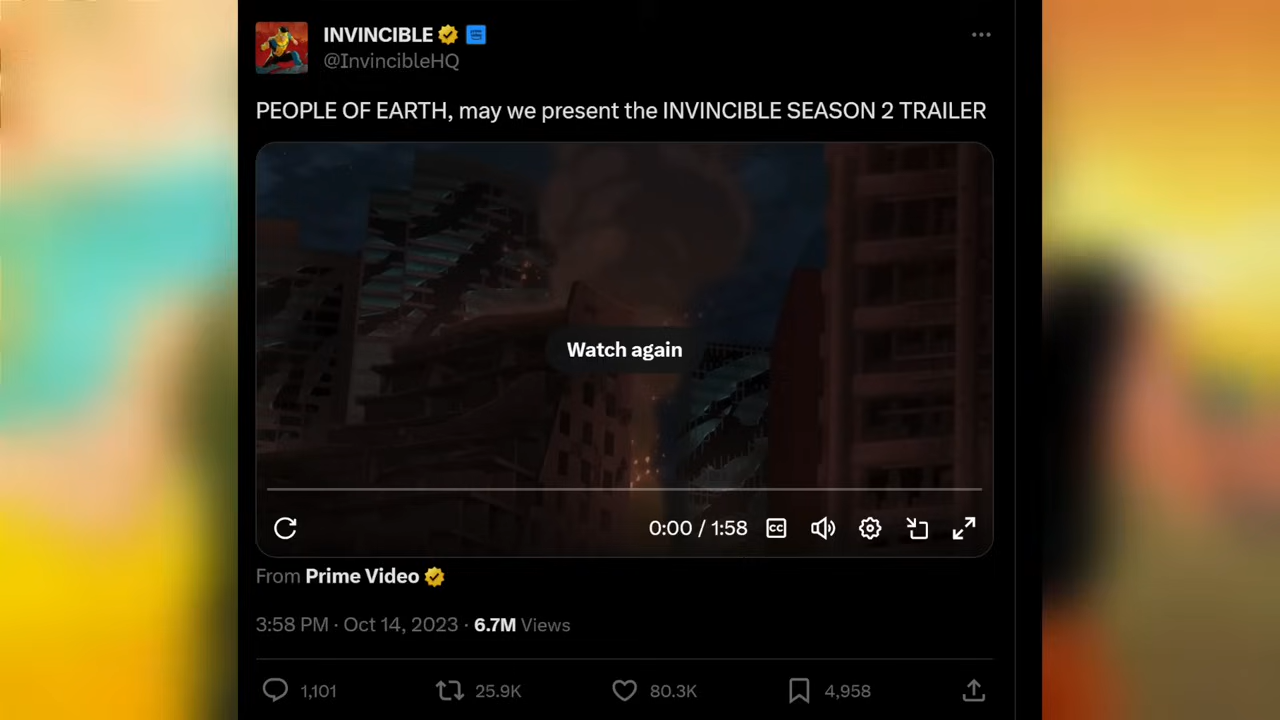 INVINCIBLE
@InvincibleHQ
PEOPLE OF EARTH, may we present the INVINCIBLE SEASON 2 TRAILER
Watch again
0:00 / 1:58 CC
From Prime Video
3:58 PM · Oct 14, 2023 · 6.7M Views
1,101 25.9K 80.3K 4,958